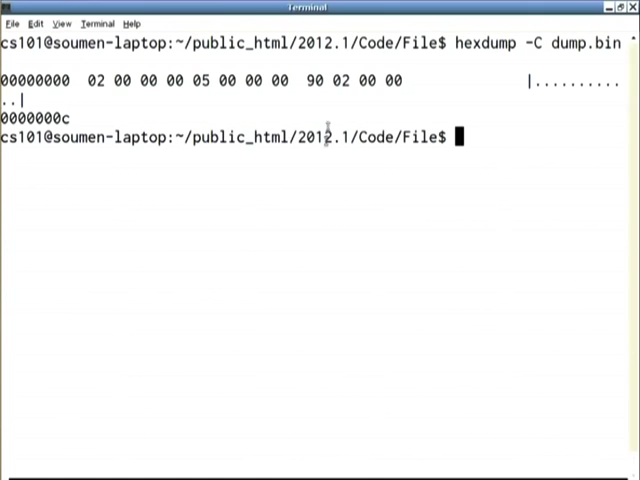 Terminal
File Edit View Terminal Help
cs101@soumen-laptop:~/public_html/2012.1/Code/File$ hexdump -C dump.bin
00000000  02 00 00 00 05 00 00 00  90 02 00 00              |..........
..|
0000000c
cs101@soumen-laptop:~/public_html/2012.1/Code/File$